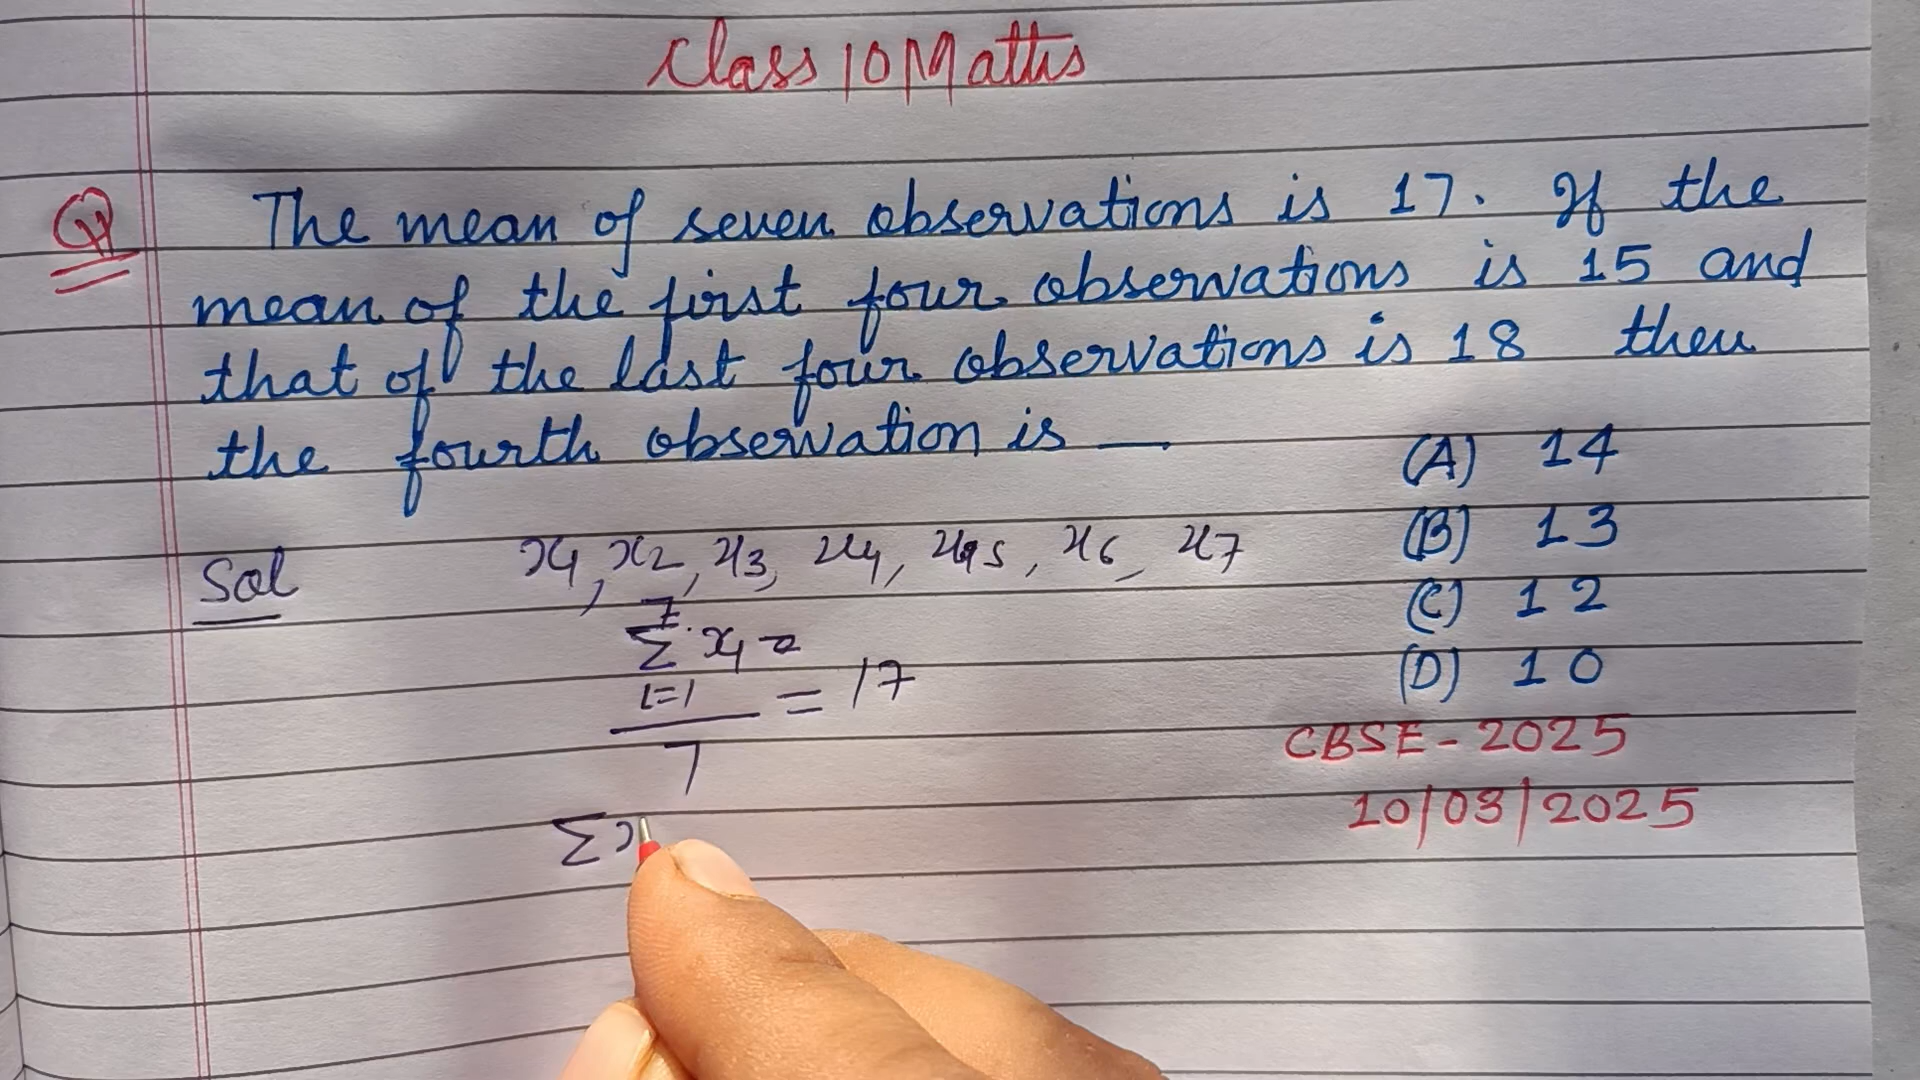 Class 10 Maths
Q The mean of seven observations is 17. If the
mean of the first four observations is 15 and
that of the last four observations is 18 then
the fourth observation is —.
(A) 14
(B) 13
(C) 12
(D) 10
CBSE-2025
10/03/2025
Sol x1, x2, x3, x4, x5, x6, x7
7
Σ xi =
i=1
= 17
7
Σx